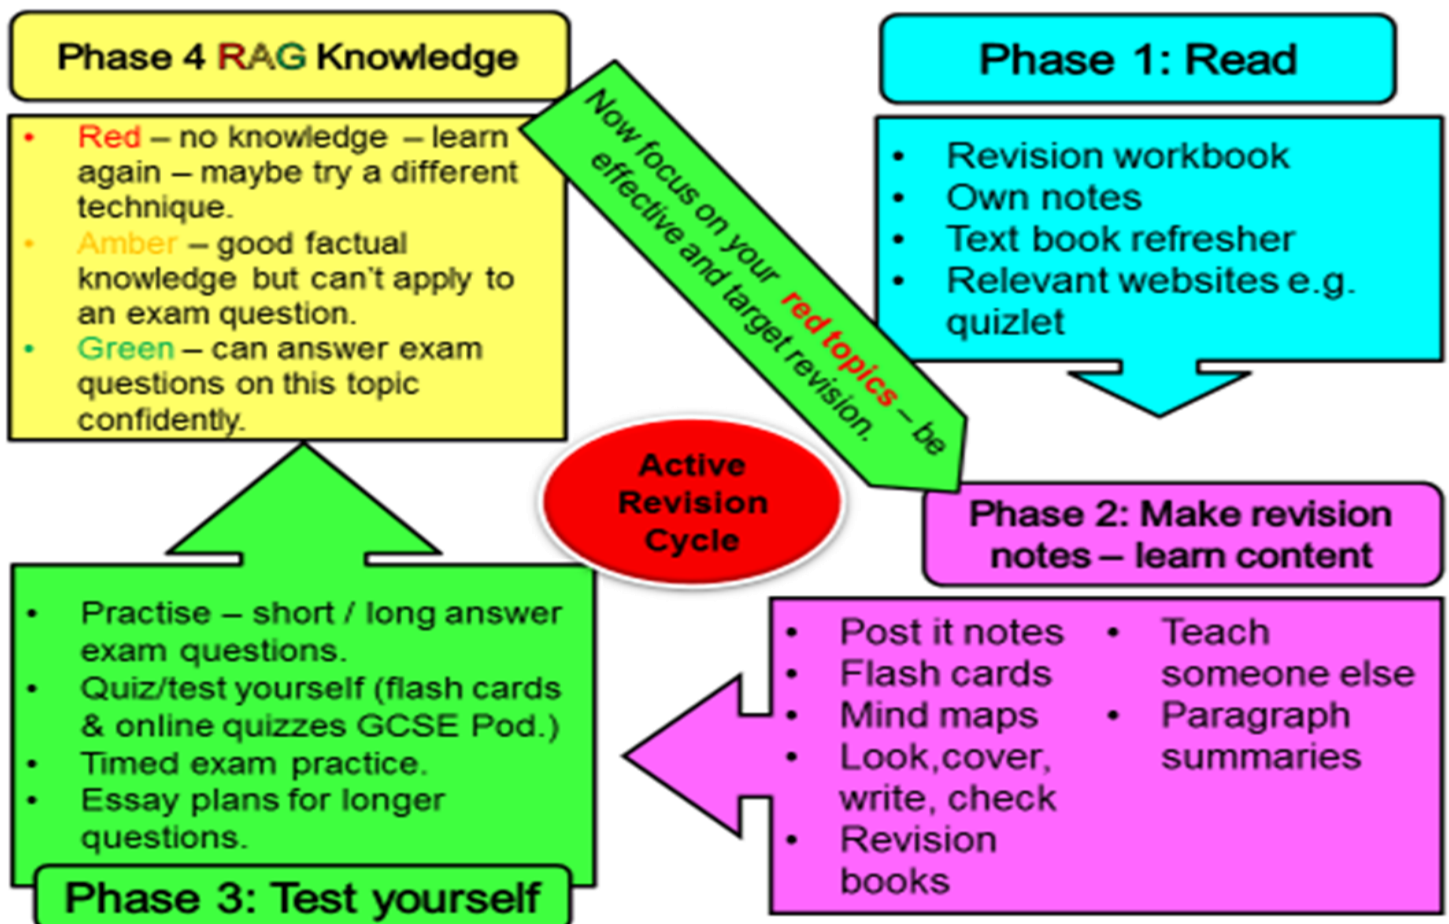 Phase 4 RAG Knowledge
• Red – no knowledge – learn
again – maybe try a different
technique.
• Amber – good factual
knowledge but can't apply to
an exam question.
• Green – can answer exam
questions on this topic
confidently.
Now focus on your red topics – be
effective and target revision.
Phase 1: Read
• Revision workbook
• Own notes
• Text book refresher
• Relevant websites e.g.
quizlet
Active
Revision
Cycle
Phase 2: Make revision
notes – learn content
• Post it notes
• Flash cards
• Mind maps
• Look,cover,
write, check
• Revision
books
• Teach
someone else
• Paragraph
summaries
• Practise – short / long answer
exam questions.
• Quiz/test yourself (flash cards
& online quizzes GCSE Pod.)
• Timed exam practice.
• Essay plans for longer
questions.
Phase 3: Test yourself